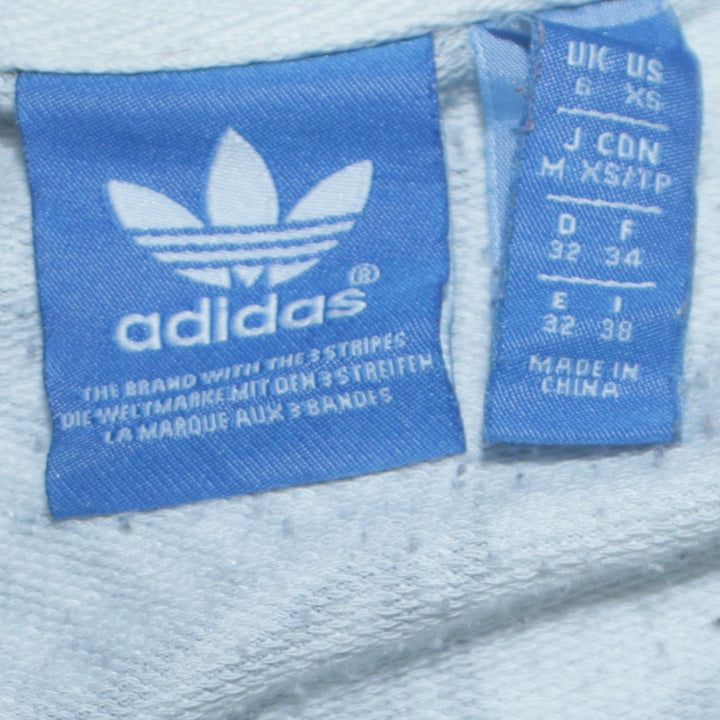 adidas®
THE BRAND WITH THE 3 STRIPES
DIE WELTMARKE MIT DEN 3 STREIFEN
LA MARQUE AUX 3 BANDES
UK US
6 XS
J CDN
M XS/TP
D F
32 34
E I
32 38
MADE IN
CHINA